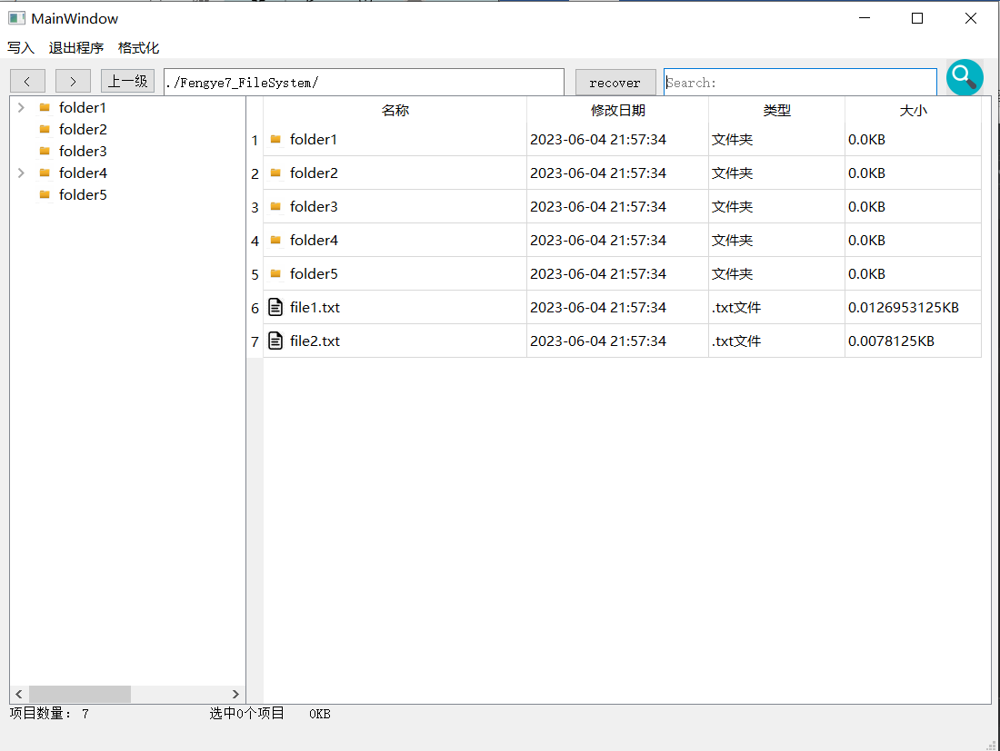 MainWindow
写入 退出程序 格式化
< > 上一级 ./Fengye7_FileSystem/ recover Search:
folder1
folder2
folder3
folder4
folder5
名称 修改日期 类型 大小
1 folder1 2023-06-04 21:57:34 文件夹 0.0KB
2 folder2 2023-06-04 21:57:34 文件夹 0.0KB
3 folder3 2023-06-04 21:57:34 文件夹 0.0KB
4 folder4 2023-06-04 21:57:34 文件夹 0.0KB
5 folder5 2023-06-04 21:57:34 文件夹 0.0KB
6 file1.txt 2023-06-04 21:57:34 .txt文件 0.0126953125KB
7 file2.txt 2023-06-04 21:57:34 .txt文件 0.0078125KB
项目数量： 7 选中0个项目 0KB